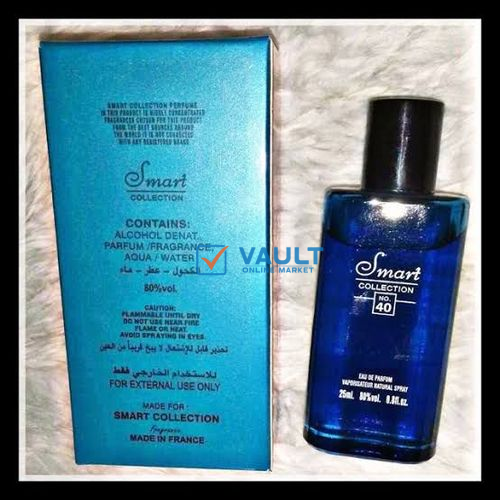 SMART COLLECTION PERFUME
IN THIS PRODUCT IS HIGHLY CONCENTRATED
FRAGRANCES CHOSEN FOR THIS PRODUCT
FROM THE BEST SOURCES AROUND
THE WORLD IT IS NOT CONNECTED
WITH ANY REGISTERED BRAND
Smart
COLLECTION
CONTAINS:
ALCOHOL DENAT.
PARFUM /FRAGRANCE,
AQUA / WATER
الكحول - عطر - ماء
80%vol.
CAUTION:
FLAMMABLE UNTIL DRY
DO NOT USE NEAR FIRE
FLAME OR HEAT.
AVOID SPRAYING IN EYES.
تحذير قابل للإشتعال لا يبخ قريباً من العين
للاستخدام الخارجي فقط
FOR EXTERNAL USE ONLY
MADE FOR:
SMART COLLECTION
fragrance
MADE IN FRANCE
VAULT
ONLINE MARKET
Smart
COLLECTION
NO.
40
EAU DE PARFUM
VAPORISATEUR NATURAL SPRAY
25ml. 80%vol. 0.8fl.oz.